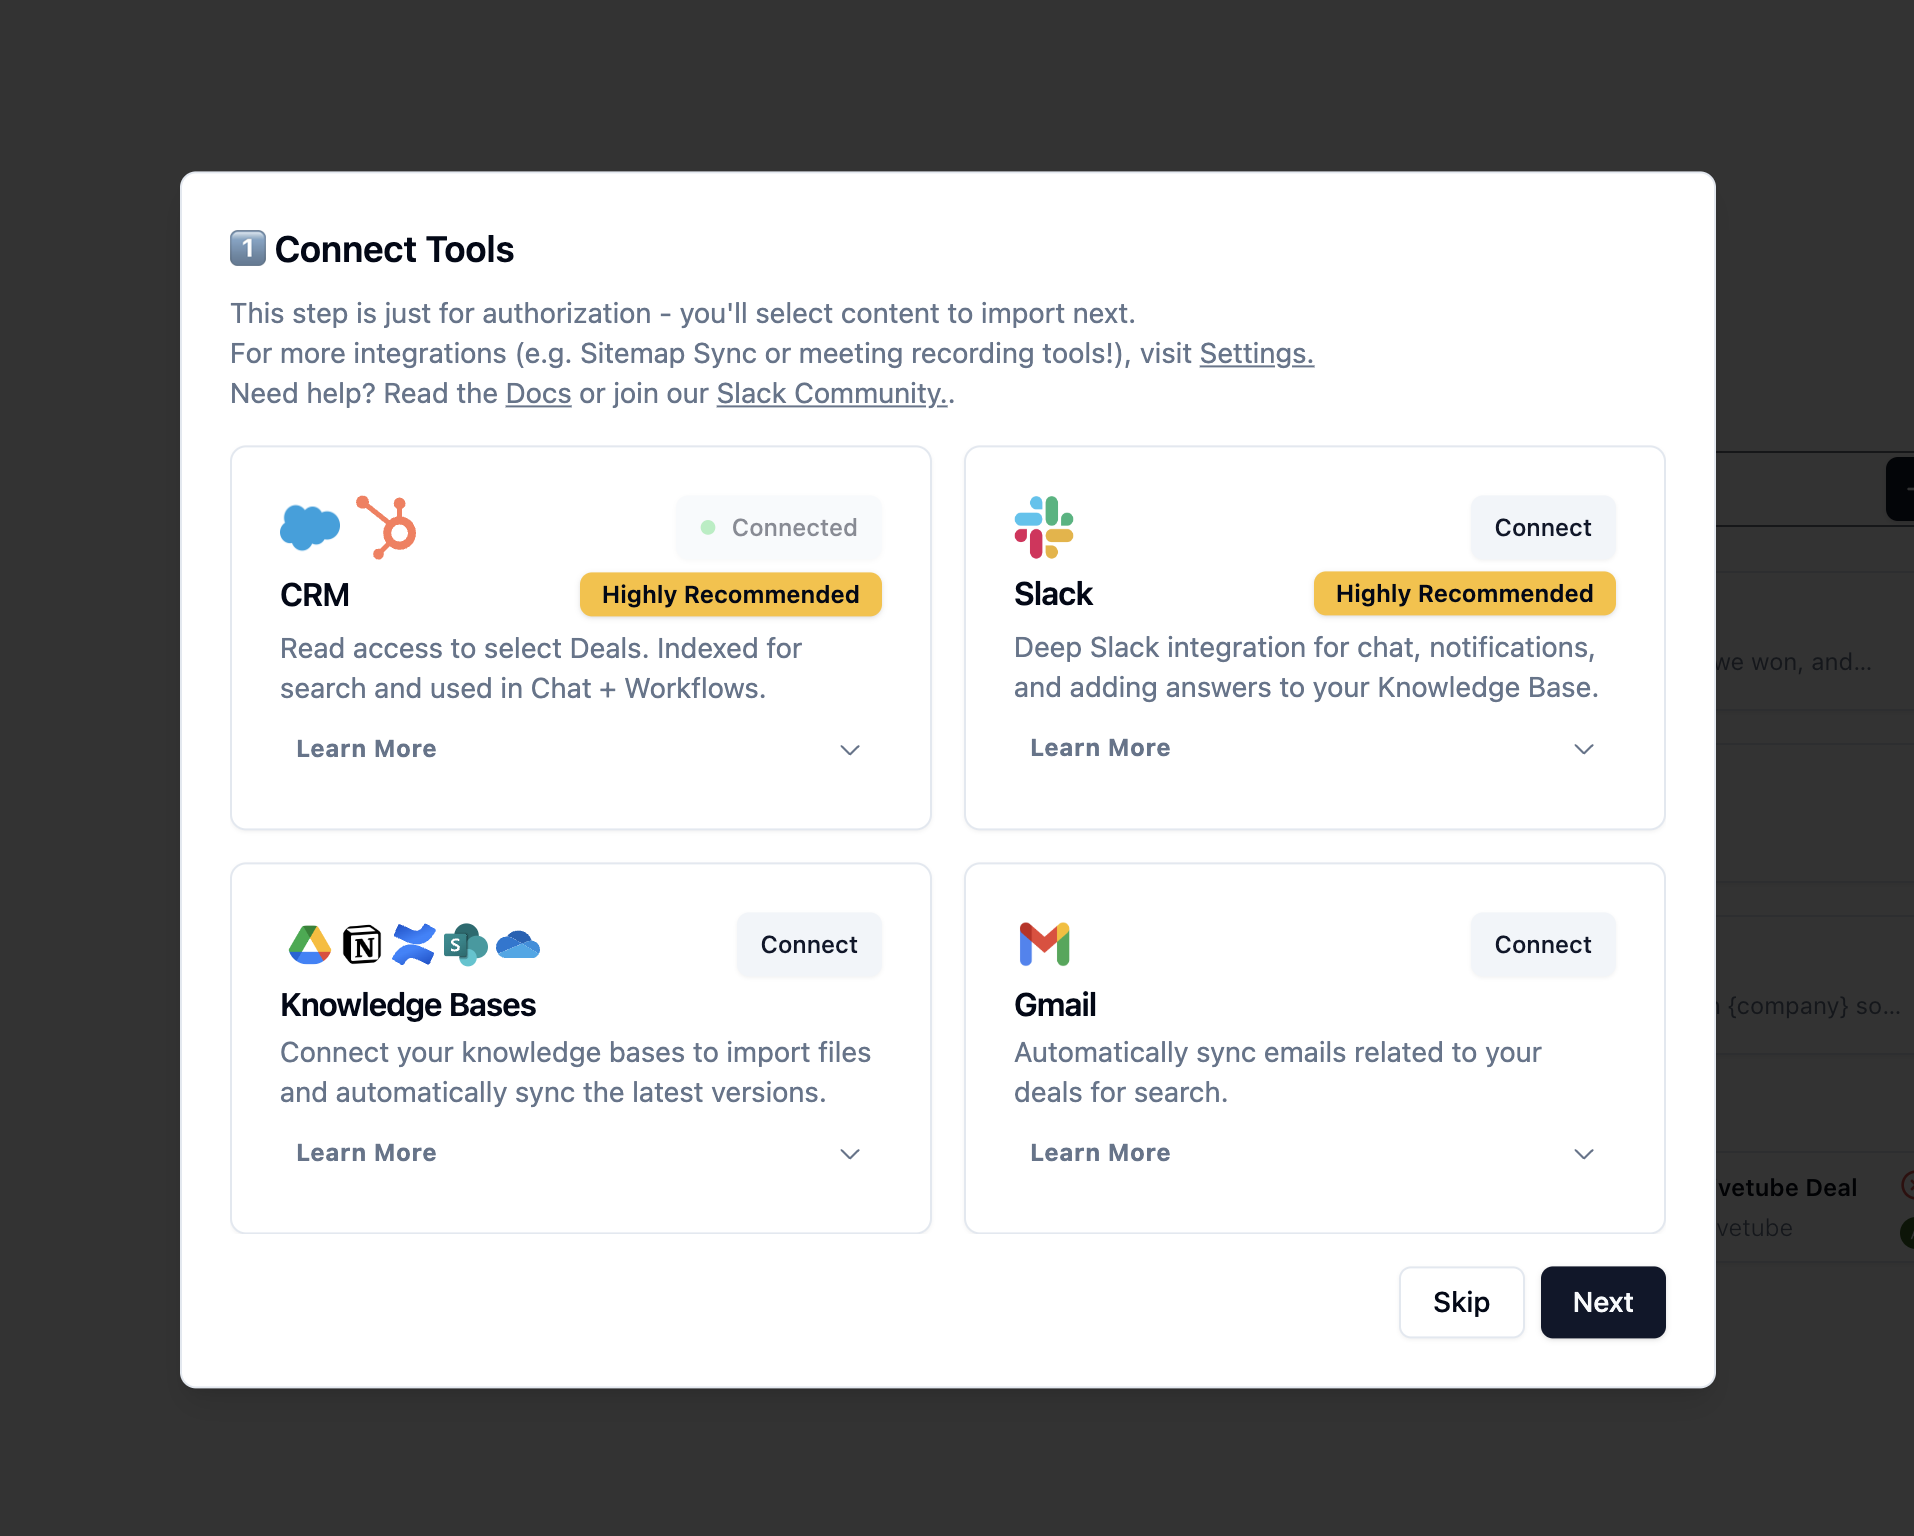 1 Connect Tools
This step is just for authorization - you'll select content to import next.
For more integrations (e.g. Sitemap Sync or meeting recording tools!), visit Settings.
Need help? Read the Docs or join our Slack Community..
Connected
CRM
Highly Recommended
Read access to select Deals. Indexed for
search and used in Chat + Workflows.
Learn More
Connect
Slack
Highly Recommended
Deep Slack integration for chat, notifications,
and adding answers to your Knowledge Base.
Learn More
N
S
Connect
Knowledge Bases
Connect your knowledge bases to import files
and automatically sync the latest versions.
Learn More
Connect
Gmail
Automatically sync emails related to your
deals for search.
Learn More
Skip
Next
we won, and...
{company} so...
vetube Deal
vetube